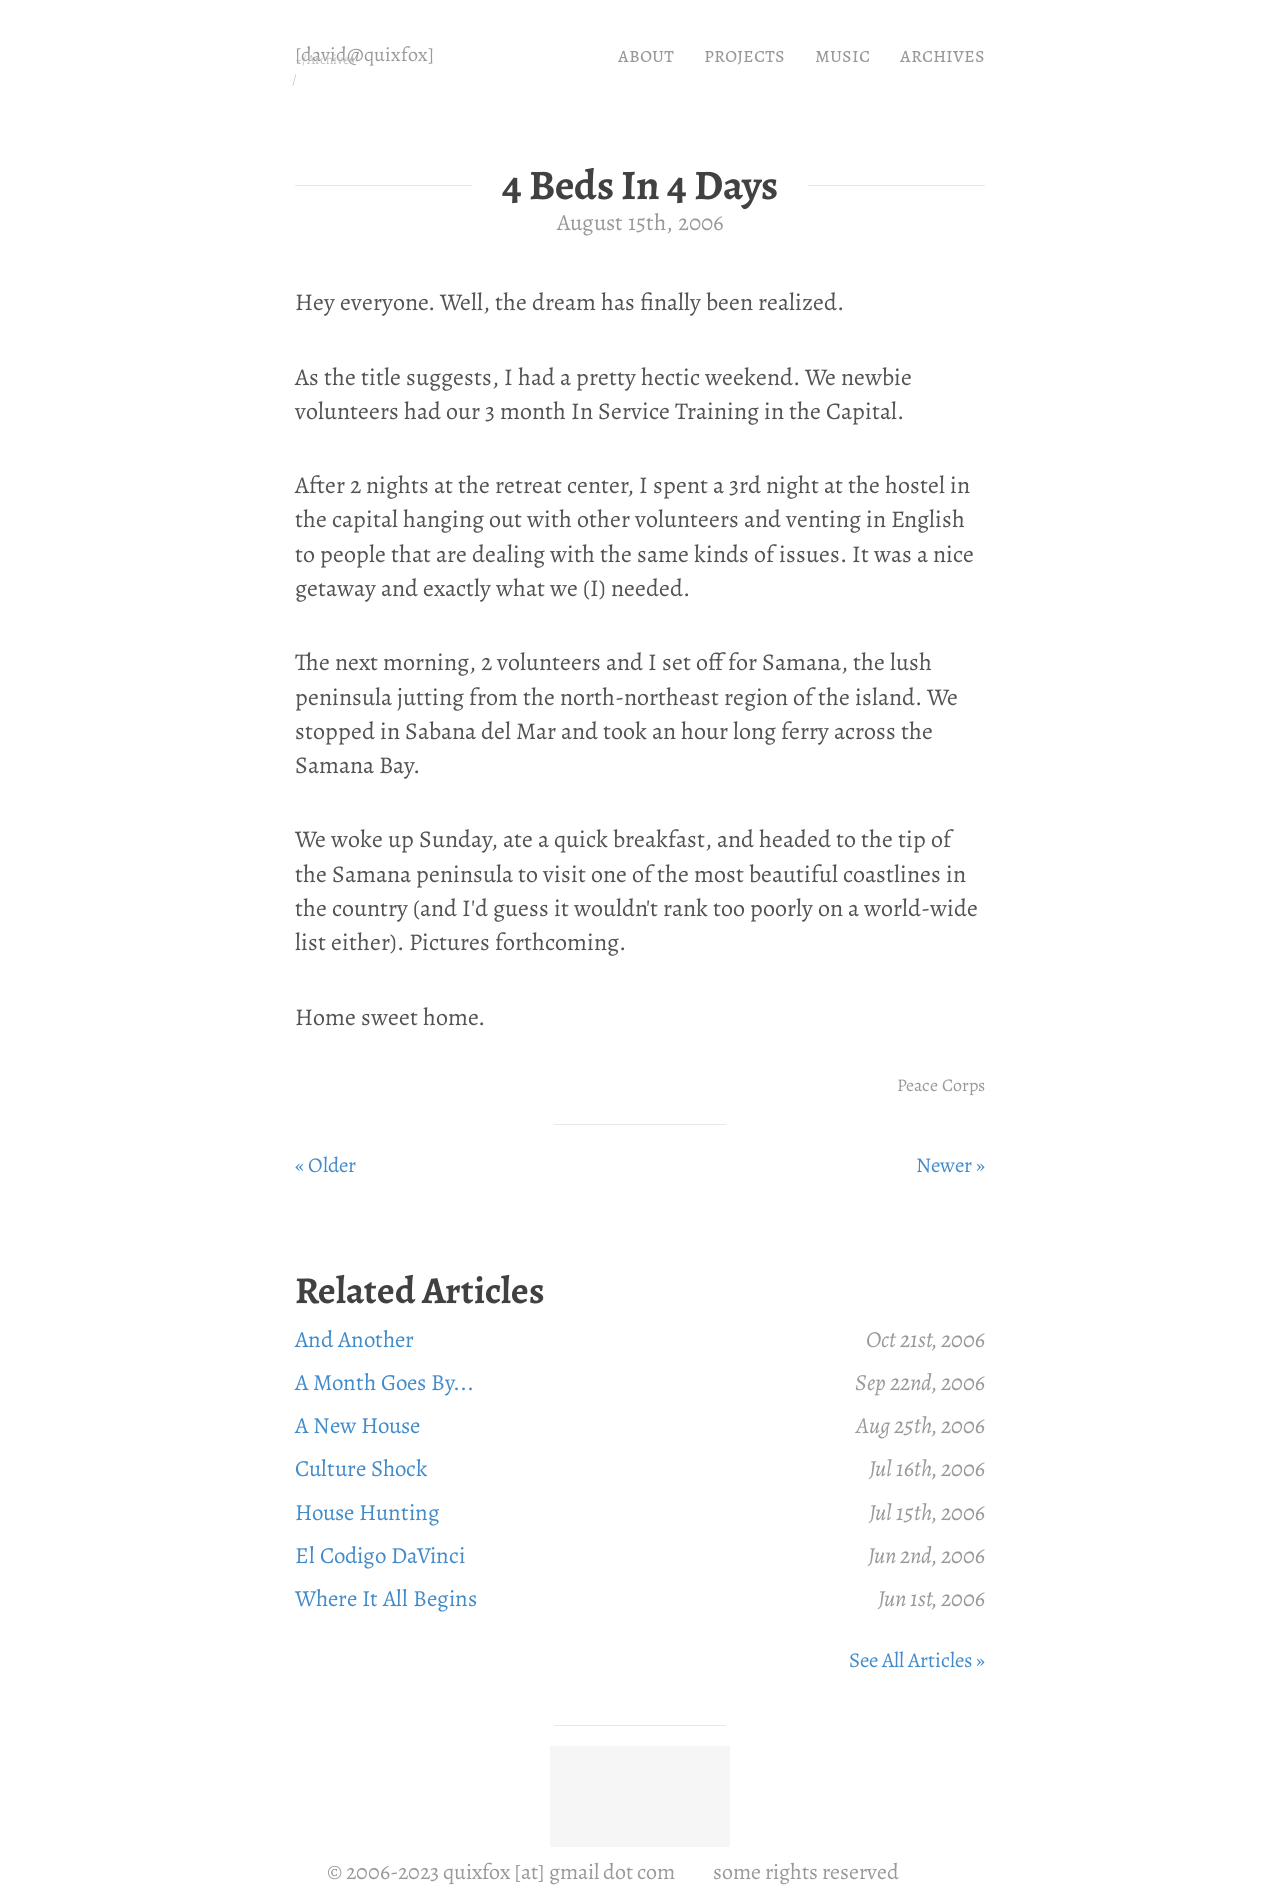 [david@quixfox]
/
ABOUT PROJECTS MUSIC ARCHIVES
4 Beds In 4 Days
August 15th, 2006
Hey everyone. Well, the dream has finally been realized.
As the title suggests, I had a pretty hectic weekend. We newbie
volunteers had our 3 month In Service Training in the Capital.
After 2 nights at the retreat center, I spent a 3rd night at the hostel in
the capital hanging out with other volunteers and venting in English
to people that are dealing with the same kinds of issues. It was a nice
getaway and exactly what we (I) needed.
The next morning, 2 volunteers and I set off for Samana, the lush
peninsula jutting from the north-northeast region of the island. We
stopped in Sabana del Mar and took an hour long ferry across the
Samana Bay.
We woke up Sunday, ate a quick breakfast, and headed to the tip of
the Samana peninsula to visit one of the most beautiful coastlines in
the country (and I'd guess it wouldn't rank too poorly on a world-wide
list either). Pictures forthcoming.
Home sweet home.
Peace Corps
« Older Newer »
Related Articles
And Another Oct 21st, 2006
A Month Goes By... Sep 22nd, 2006
A New House Aug 25th, 2006
Culture Shock Jul 16th, 2006
House Hunting Jul 15th, 2006
El Codigo DaVinci Jun 2nd, 2006
Where It All Begins Jun 1st, 2006
See All Articles »
© 2006-2023 quixfox [at] gmail dot com some rights reserved